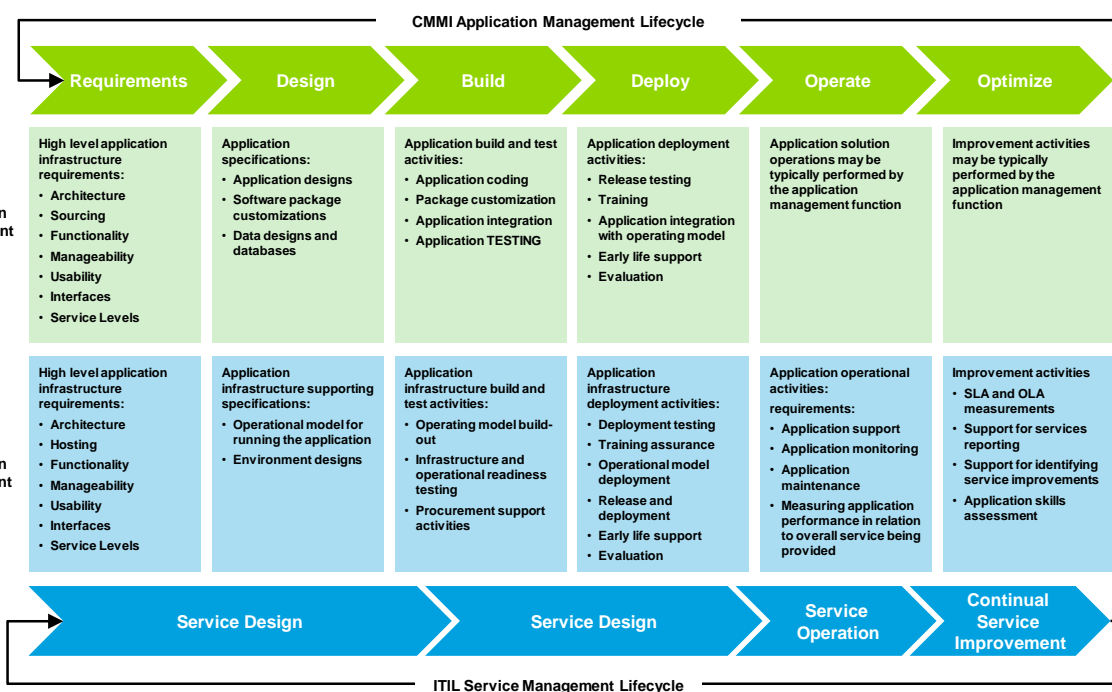 CMMI Application Management Lifecycle
Requirements
Design
Build
Deploy
Operate
Optimize
High level application
infrastructure
requirements:
• Architecture
• Sourcing
• Functionality
• Manageability
• Usability
• Interfaces
• Service Levels
Application
specifications:
• Application designs
• Software package
customizations
• Data designs and
databases
Application build and test
activities:
• Application coding
• Package customization
• Application integration
• Application TESTING
Application deployment
activities:
• Release testing
• Training
• Application integration
with operating model
• Early life support
• Evaluation
Application solution
operations may be
typically performed by
the application
management function
Improvement activities
may be typically
performed by the
application management
function
High level application
infrastructure
requirements:
• Architecture
• Hosting
• Functionality
• Manageability
• Usability
• Interfaces
• Service Levels
Application
infrastructure supporting
specifications:
• Operational model for
running the application
• Environment designs
Application
infrastructure build and
test activities:
• Operating model build-
out
• Infrastructure and
operational readiness
testing
• Procurement support
activities
Application
infrastructure
deployment activities:
• Deployment testing
• Training assurance
• Operational model
deployment
• Release and
deployment
• Early life support
• Evaluation
Application operational
activities:
requirements:
• Application support
• Application monitoring
• Application
maintenance
• Measuring application
performance in relation
to overall service being
provided
Improvement activities
• SLA and OLA
measurements
• Support for services
reporting
• Support for identifying
service improvements
• Application skills
assessment
Service Design
Service Design
Service
Operation
Continual
Service
Improvement
ITIL Service Management Lifecycle